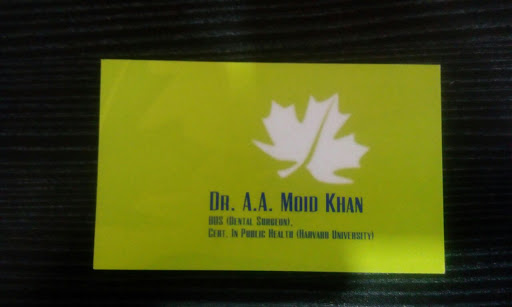 Dr. A.A. Moid Khan
BDS (Dental Surgeon),
Cert. In Public Health (Harvard University)